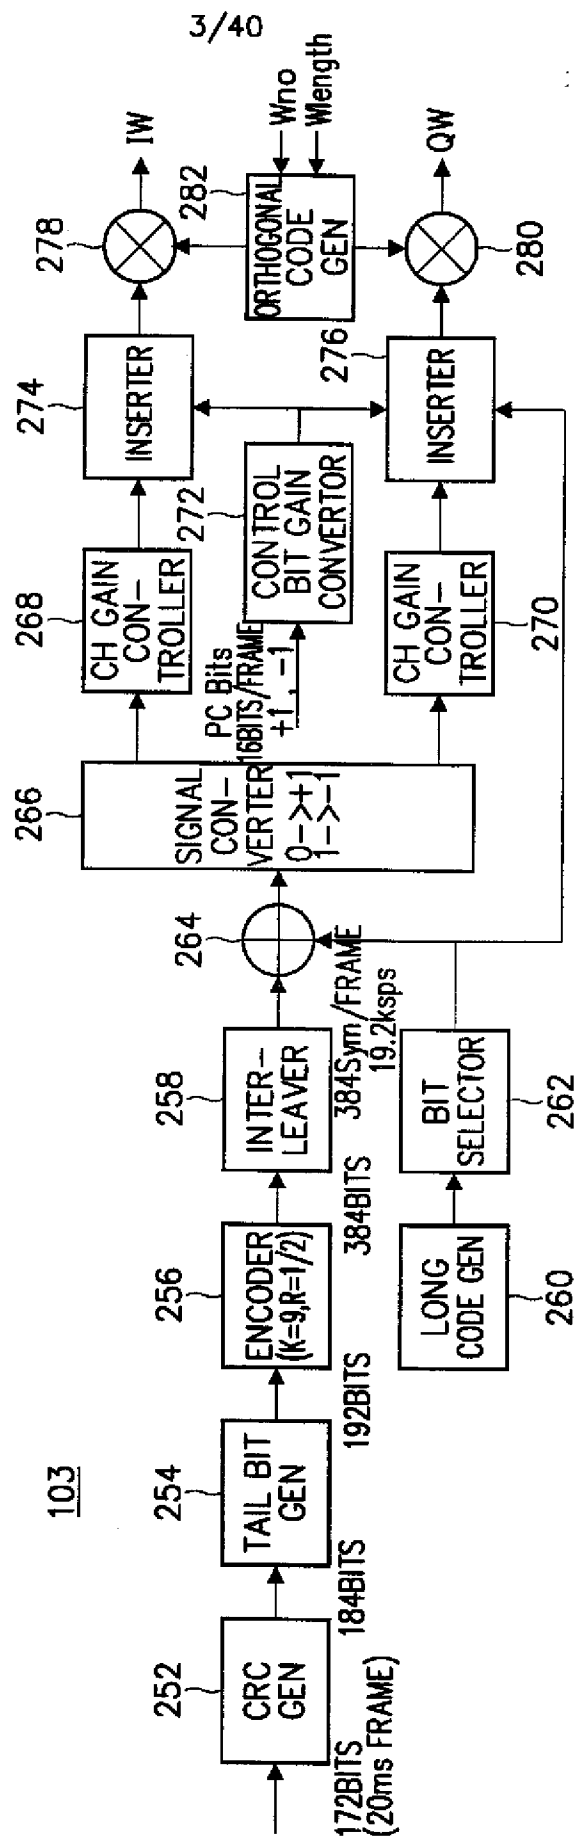 3/40
103
172BITS
(20ms FRAME)
252
CRC
GEN
184BITS
254
TAIL BIT
GEN
192BITS
256
ENCODER
(K=9,R=1/2)
384BITS
258
INTER-
LEAVER
384Sym/FRAME
19.2ksps
260
LONG
CODE GEN
262
BIT
SELECTOR
264
266
SIGNAL
CON-
VERTER
0->+1
1->-1
PC Bits
16BITS/FRAME
+1, -1
268
CH GAIN
CON-
TROLLER
270
CH GAIN
CON-
TROLLER
272
CONTROL
BIT GAIN
CONVERTOR
274
INSERTER
276
INSERTER
278
IW
282
ORTHOGONAL
CODE
GEN
Wno
Wlength
280
QW